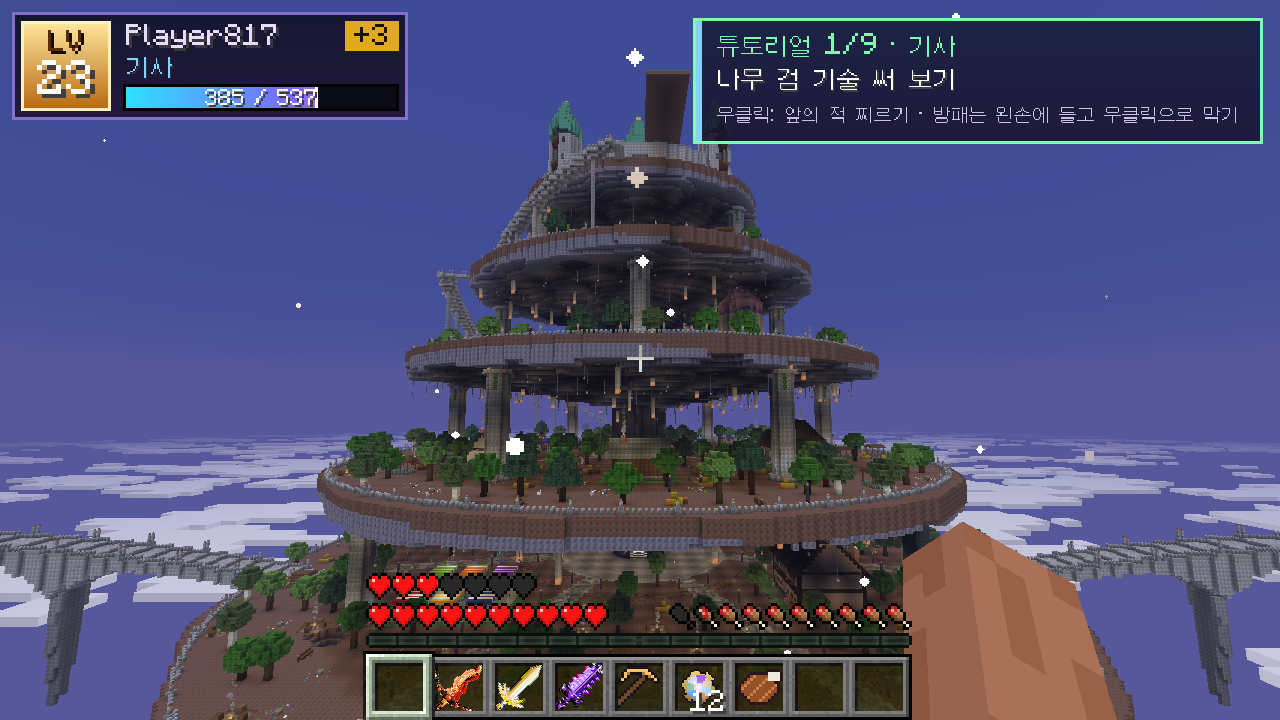 LV
23
Player817
+3
기사
385 / 537
튜토리얼 1/9 · 기사
나무 검 기술 써 보기
우클릭: 앞의 적 찌르기 · 방패는 왼손에 들고 우클릭으로 막기
12